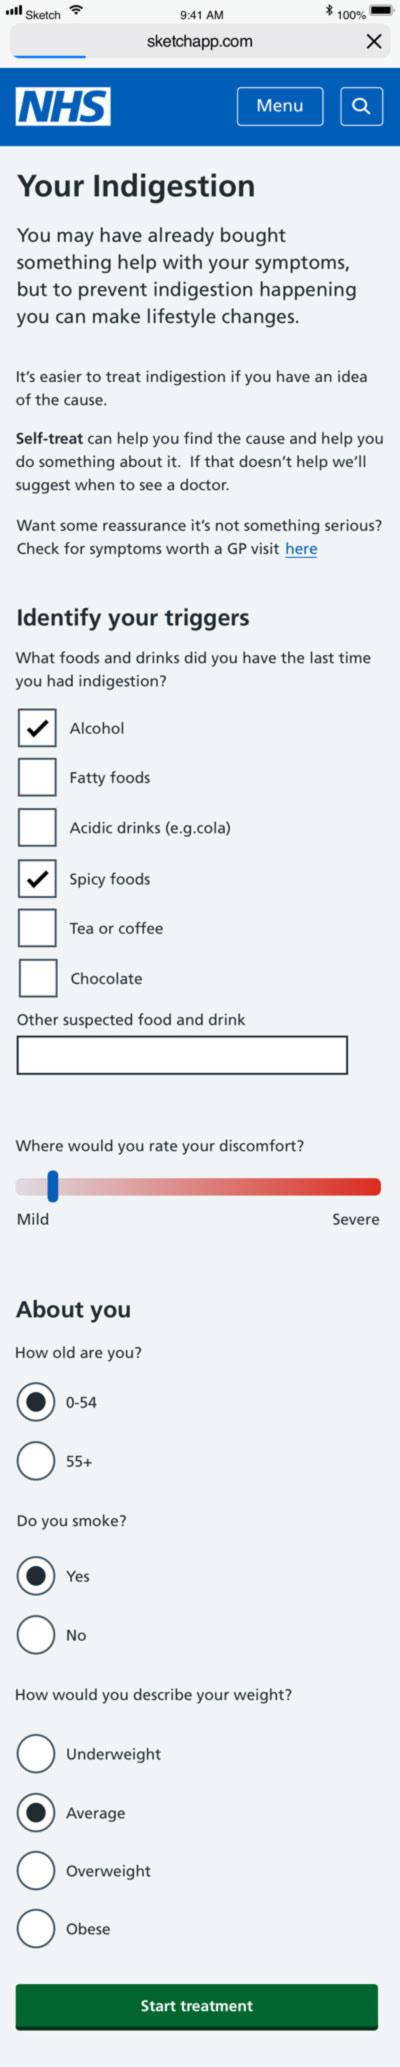 Sketch 9:41 AM 100%
sketchapp.com
NHS Menu
Your Indigestion
You may have already bought
something help with your symptoms,
but to prevent indigestion happening
you can make lifestyle changes.
It's easier to treat indigestion if you have an idea
of the cause.
Self-treat can help you find the cause and help you
do something about it.  If that doesn't help we'll
suggest when to see a doctor.
Want some reassurance it's not something serious?
Check for symptoms worth a GP visit here
Identify your triggers
What foods and drinks did you have the last time
you had indigestion?
Alcohol
Fatty foods
Acidic drinks (e.g.cola)
Spicy foods
Tea or coffee
Chocolate
Other suspected food and drink
Where would you rate your discomfort?
Mild Severe
About you
How old are you?
0-54
55+
Do you smoke?
Yes
No
How would you describe your weight?
Underweight
Average
Overweight
Obese
Start treatment